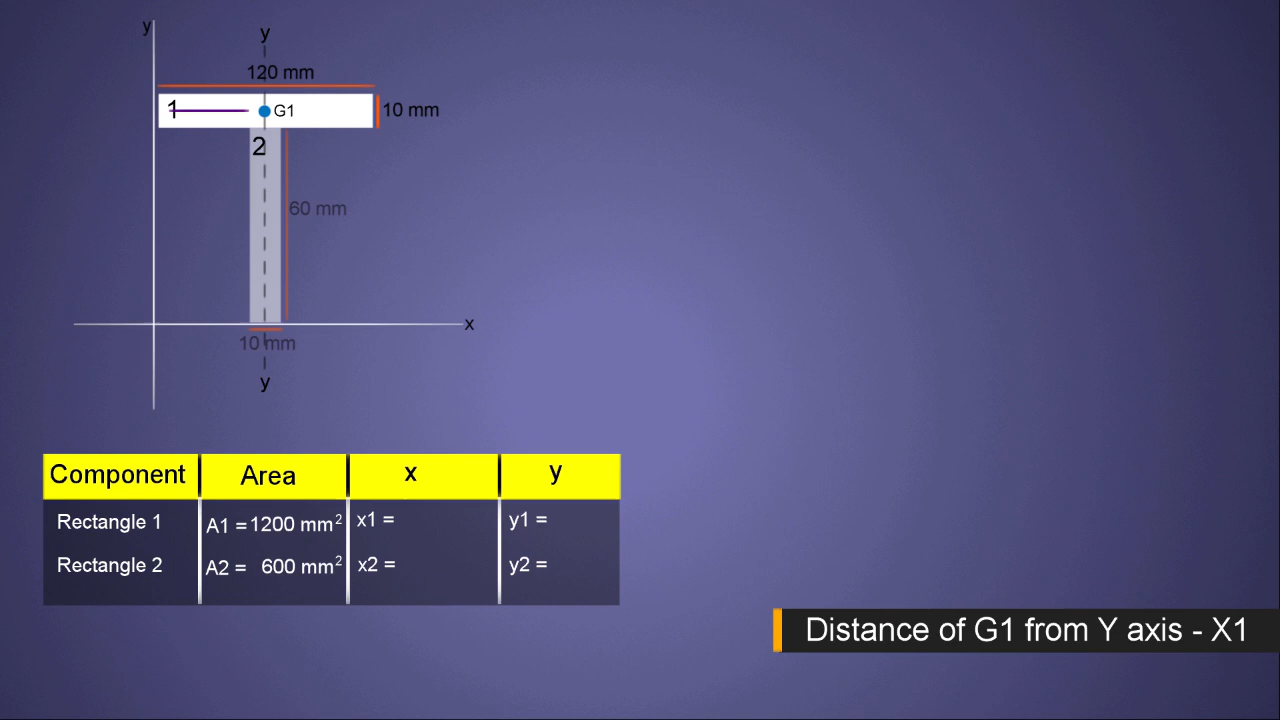 y
y
120 mm
1
G1
10 mm
2
60 mm
x
10 mm
y
Component Area x y
Rectangle 1 A1 = 1200 mm² x1 = y1 =
Rectangle 2 A2 = 600 mm² x2 = y2 =
Distance of G1 from Y axis - X1